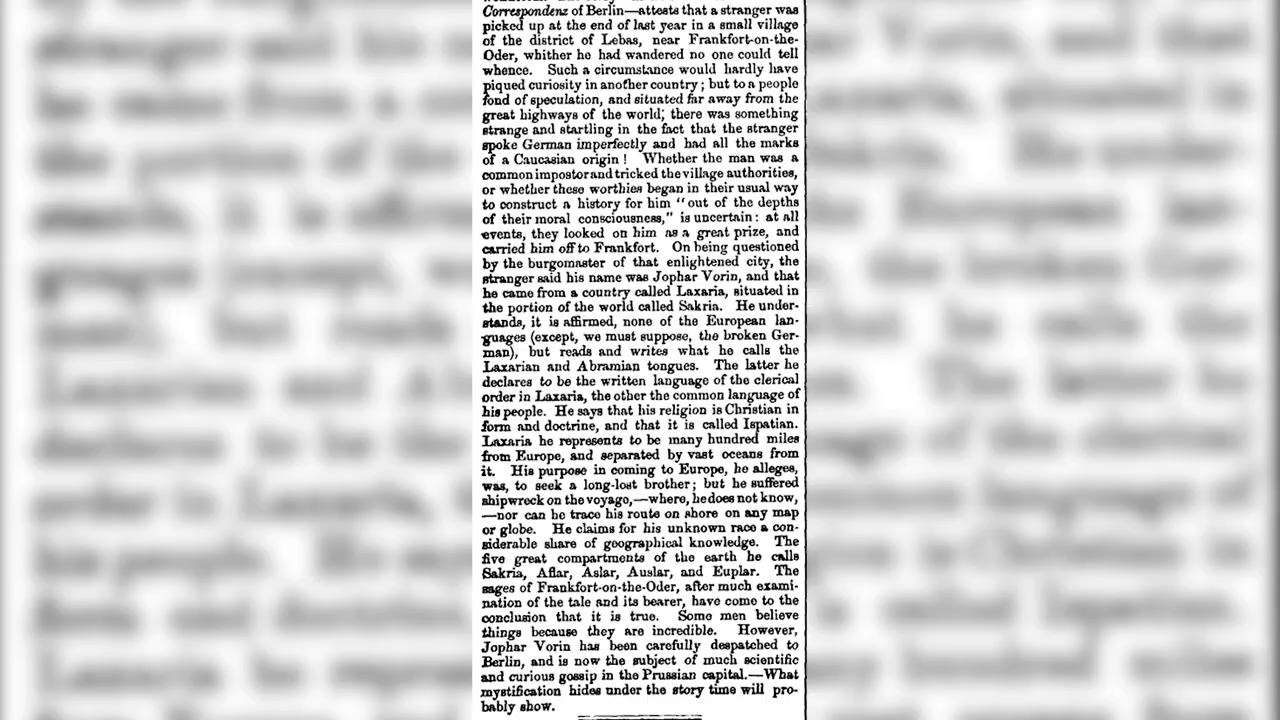 Correspondenz of Berlin—attests that a stranger was
picked up at the end of last year in a small village
of the district of Lebas, near Frankfort-on-the-
Oder, whither he had wandered no one could tell
whence. Such a circumstance would hardly have
piqued curiosity in another country; but to a people
fond of speculation, and situated far away from the
great highways of the world; there was something
strange and startling in the fact that the stranger
spoke German imperfectly and had all the marks
of a Caucasian origin! Whether the man was a
common impostor and tricked the village authorities,
or whether these worthies began in their usual way
to construct a history for him "out of the depths
of their moral consciousness," is uncertain: at all
events, they looked on him as a great prize, and
carried him off to Frankfort. On being questioned
by the burgomaster of that enlightened city, the
stranger said his name was Jophar Vorin, and that
he came from a country called Laxaria, situated in
the portion of the world called Sakria. He under-
stands, it is affirmed, none of the European lan-
guages (except, we must suppose, the broken Ger-
man), but reads and writes what he calls the
Laxarian and Abramian tongues. The latter he
declares to be the written language of the clerical
order in Laxaria, the other the common language of
his people. He says that his religion is Christian in
form and doctrine, and that it is called Ispatian.
Laxaria he represents to be many hundred miles
from Europe, and separated by vast oceans from
it. His purpose in coming to Europe, he alleges,
was, to seek a long-lost brother; but he suffered
shipwreck on the voyago,—where, he does not know,
—nor can he trace his route on shore on any map
or globe. He claims for his unknown race a con-
siderable share of geographical knowledge. The
five great compartments of the earth he calls
Sakria, Aflar, Aslar, Auslar, and Euplar. The
sages of Frankfort-on-the-Oder, after much exami-
nation of the tale and its bearer, have come to the
conclusion that it is true. Some men believe
things because they are incredible. However,
Jophar Vorin has been carefully despatched to
Berlin, and is now the subject of much scientific
and curious gossip in the Prussian capital.—What
mystification hides under the story time will pro-
bably show.